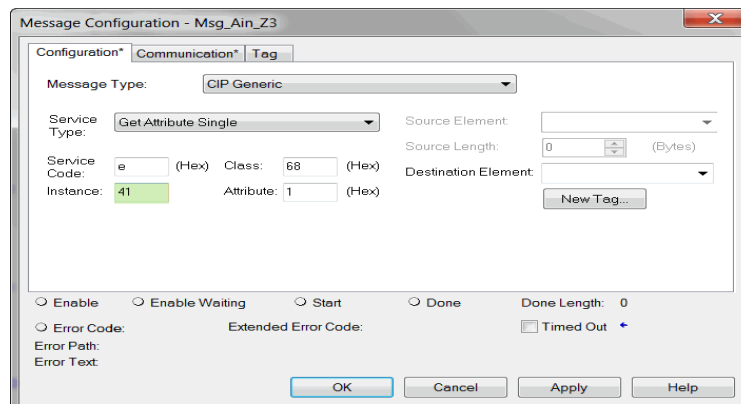 Message Configuration - Msg_Ain_Z3
Configuration* Communication* Tag
Message Type: CIP Generic
Service Type: Get Attribute Single
Source Element:
Source Length: 0 (Bytes)
Service Code: e (Hex) Class: 68 (Hex)
Destination Element:
Instance: 41 Attribute: 1 (Hex)
New Tag...
Enable Enable Waiting Start Done Done Length: 0
Error Code: Extended Error Code: Timed Out
Error Path:
Error Text:
OK Cancel Apply Help